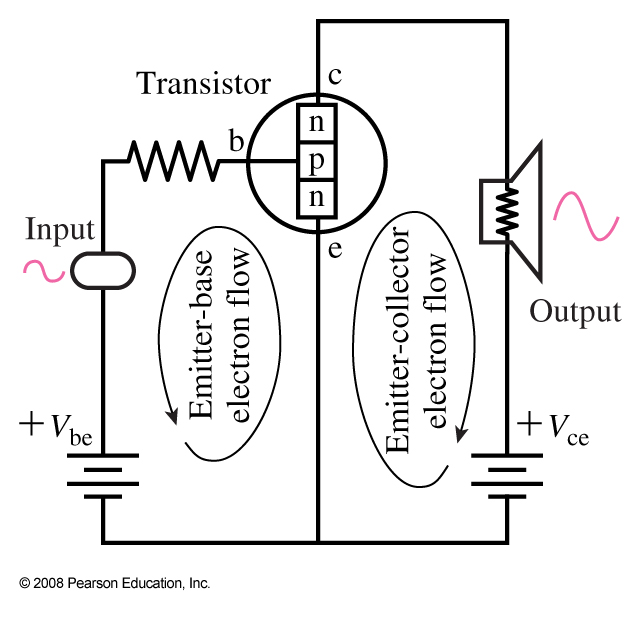 Transistor
c
b
n
p
n
e
Input
Output
Emitter-base
electron flow
Emitter-collector
electron flow
+Vbe
+Vce
© 2008 Pearson Education, Inc.